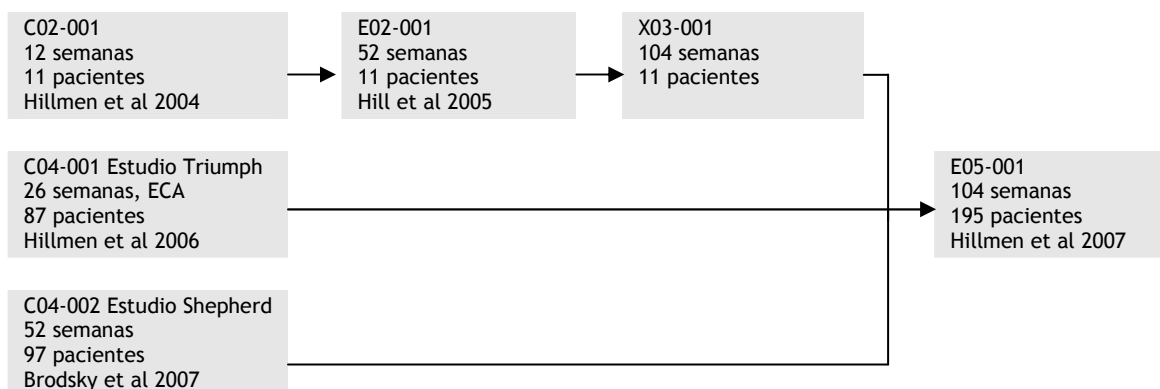 C02-001
12 semanas
11 pacientes
Hillmen et al 2004
E02-001
52 semanas
11 pacientes
Hill et al 2005
X03-001
104 semanas
11 pacientes
C04-001 Estudio Triumph
26 semanas, ECA
87 pacientes
Hillmen et al 2006
E05-001
104 semanas
195 pacientes
Hillmen et al 2007
C04-002 Estudio Shepherd
52 semanas
97 pacientes
Brodsky et al 2007